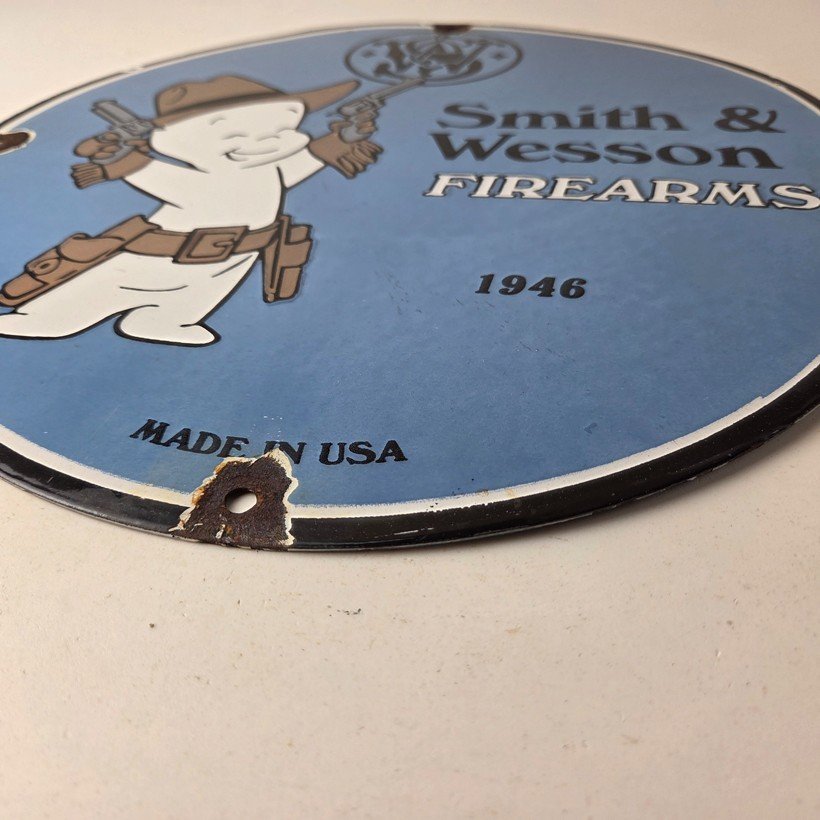 Smith &
Wesson
FIREARMS
1946
MADE IN USA